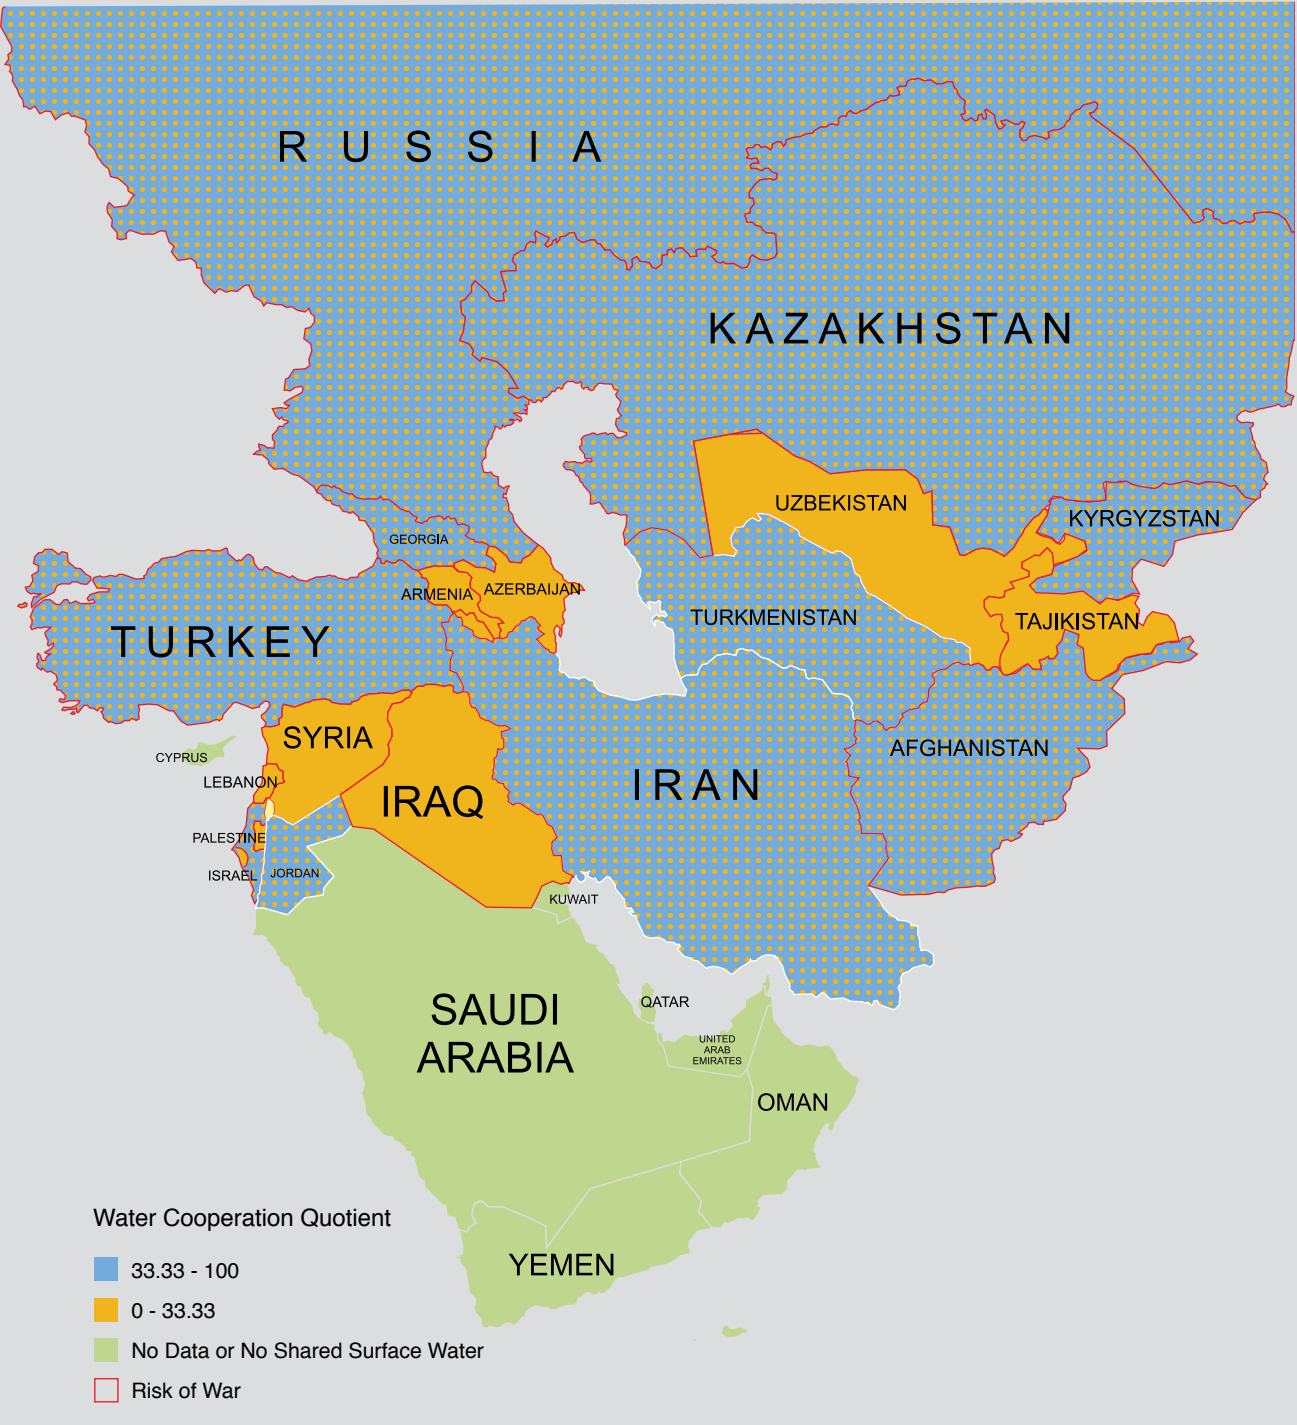 RUSSIA
KAZAKHSTAN
UZBEKISTAN
KYRGYZSTAN
GEORGIA
ARMENIA
AZERBAIJAN
TURKMENISTAN
TAJIKISTAN
TURKEY
SYRIA
AFGHANISTAN
CYPRUS
LEBANON
IRAQ
IRAN
PALESTINE
ISRAEL
JORDAN
KUWAIT
SAUDI
ARABIA
QATAR
UNITED
ARAB
EMIRATES
OMAN
YEMEN
Water Cooperation Quotient
33.33 - 100
0 - 33.33
No Data or No Shared Surface Water
Risk of War